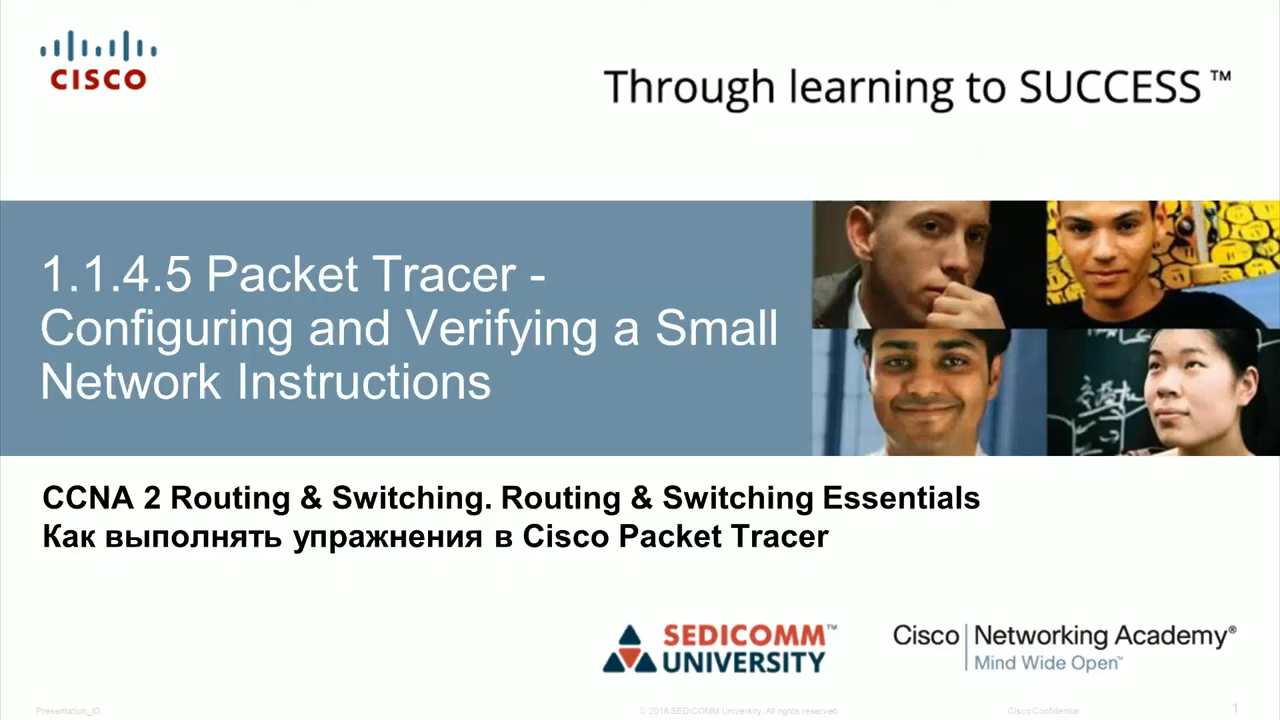 CISCO
Through learning to SUCCESS™
1.1.4.5 Packet Tracer -
Configuring and Verifying a Small
Network Instructions
CCNA 2 Routing & Switching. Routing & Switching Essentials
Как выполнять упражнения в Cisco Packet Tracer
SEDICOMM™
UNIVERSITY
Cisco Networking Academy®
Mind Wide Open™
Presentation_ID
© 2016 SEDICOMM University. All rights reserved
Cisco Confidential
1